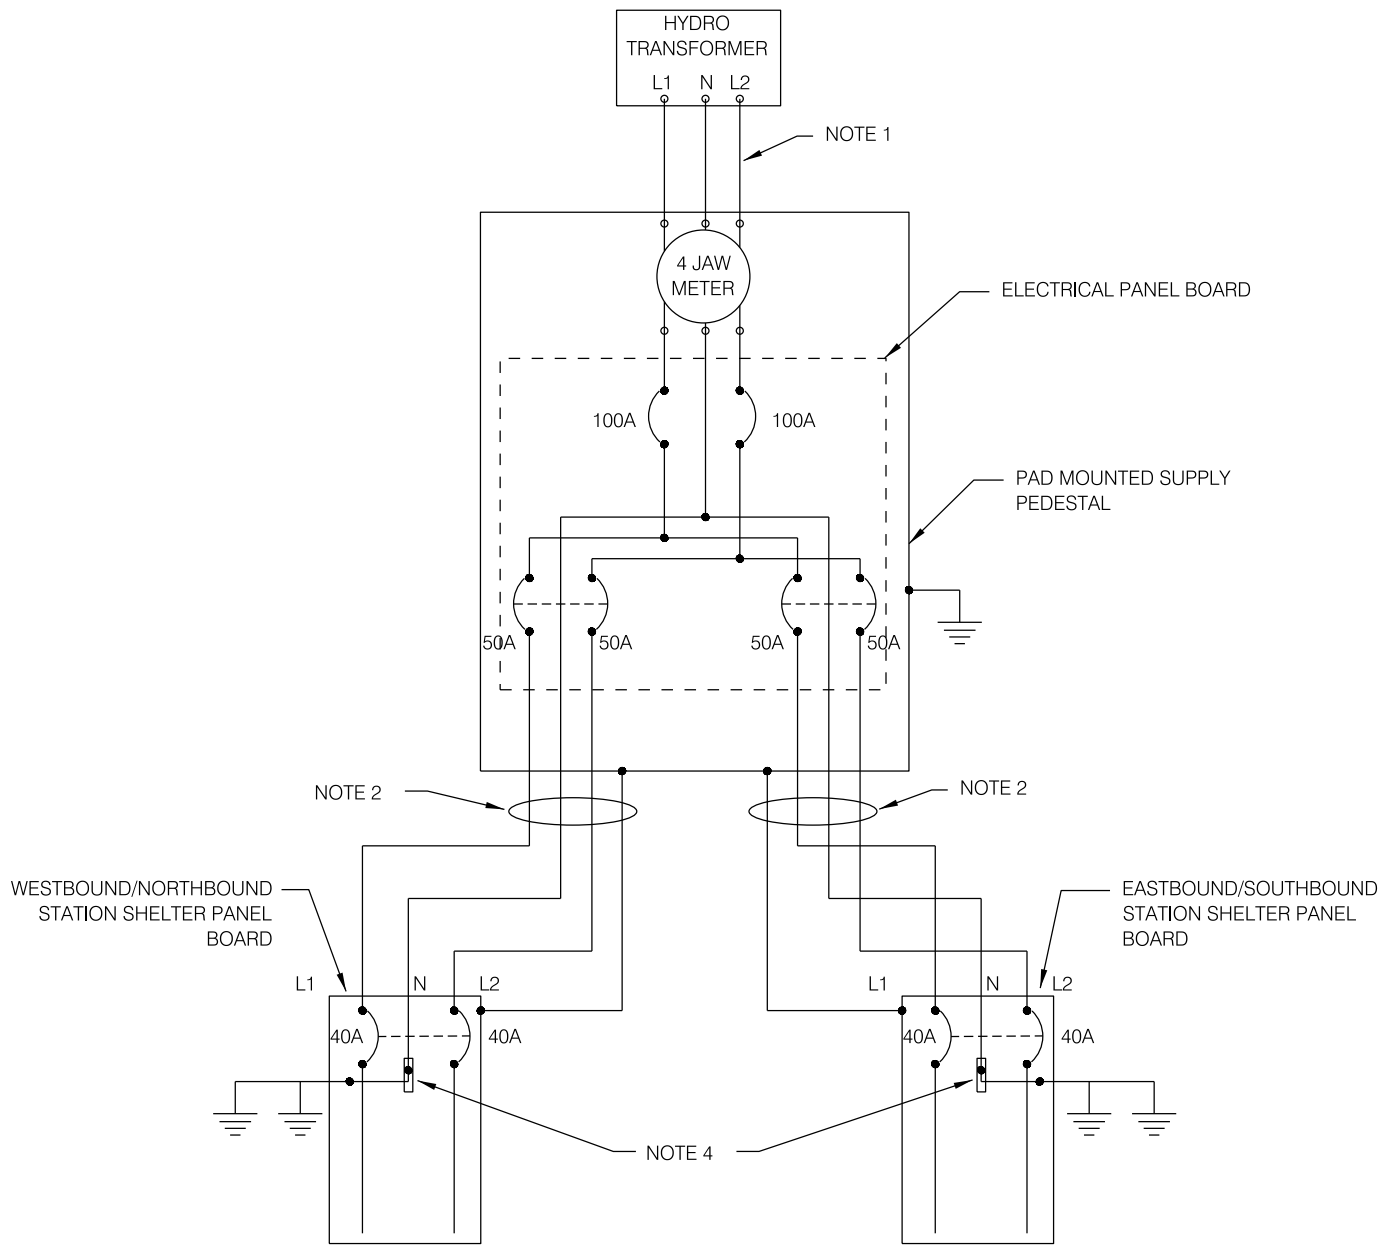 HYDRO
TRANSFORMER
L1 N L2
NOTE 1
4 JAW
METER
ELECTRICAL PANEL BOARD
100A 100A
PAD MOUNTED SUPPLY
PEDESTAL
50A 50A 50A 50A
NOTE 2 NOTE 2
WESTBOUND/NORTHBOUND
STATION SHELTER PANEL
BOARD
EASTBOUND/SOUTHBOUND
STATION SHELTER PANEL
BOARD
L1 N L2 L1 N L2
40A 40A 40A 40A
NOTE 4